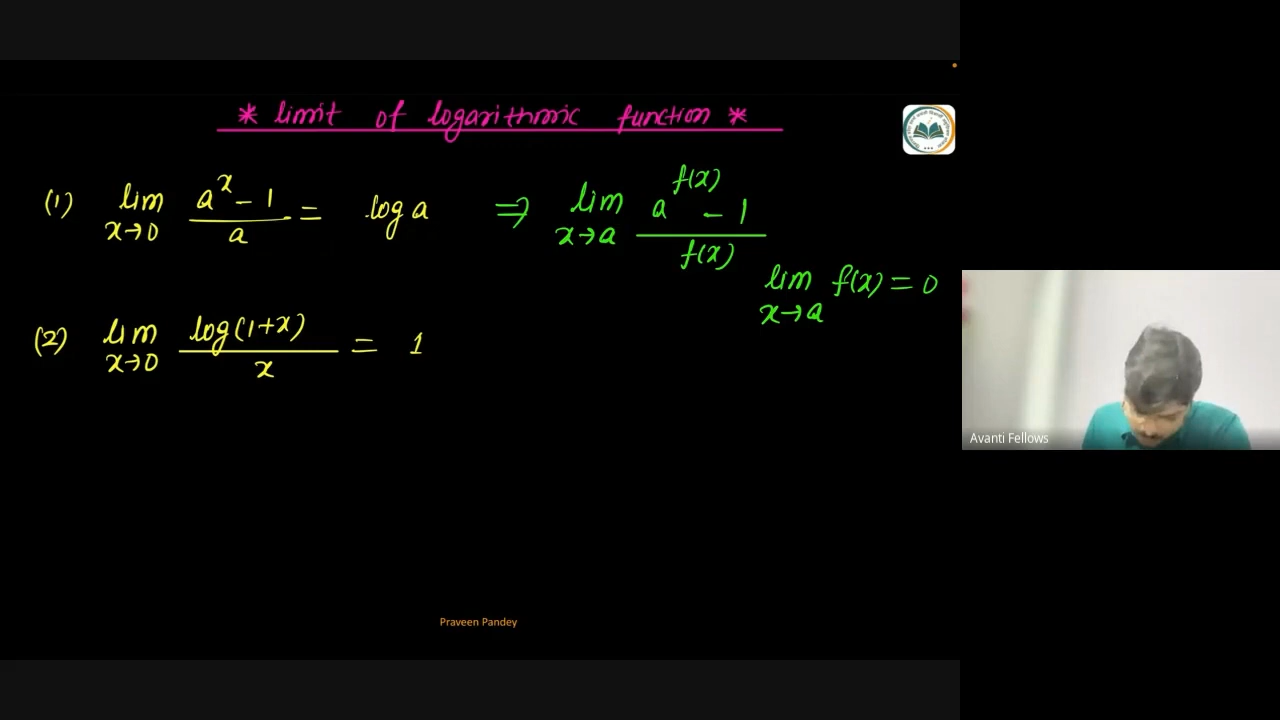 * limit of logarithmic function *
(1) lim x→0 (a^x - 1)/a = log a ⇒ lim x→a (a^f(x) - 1)/f(x)
lim x→a f(x) = 0
(2) lim x→0 log(1+x)/x = 1
Avanti Fellows
Praveen Pandey